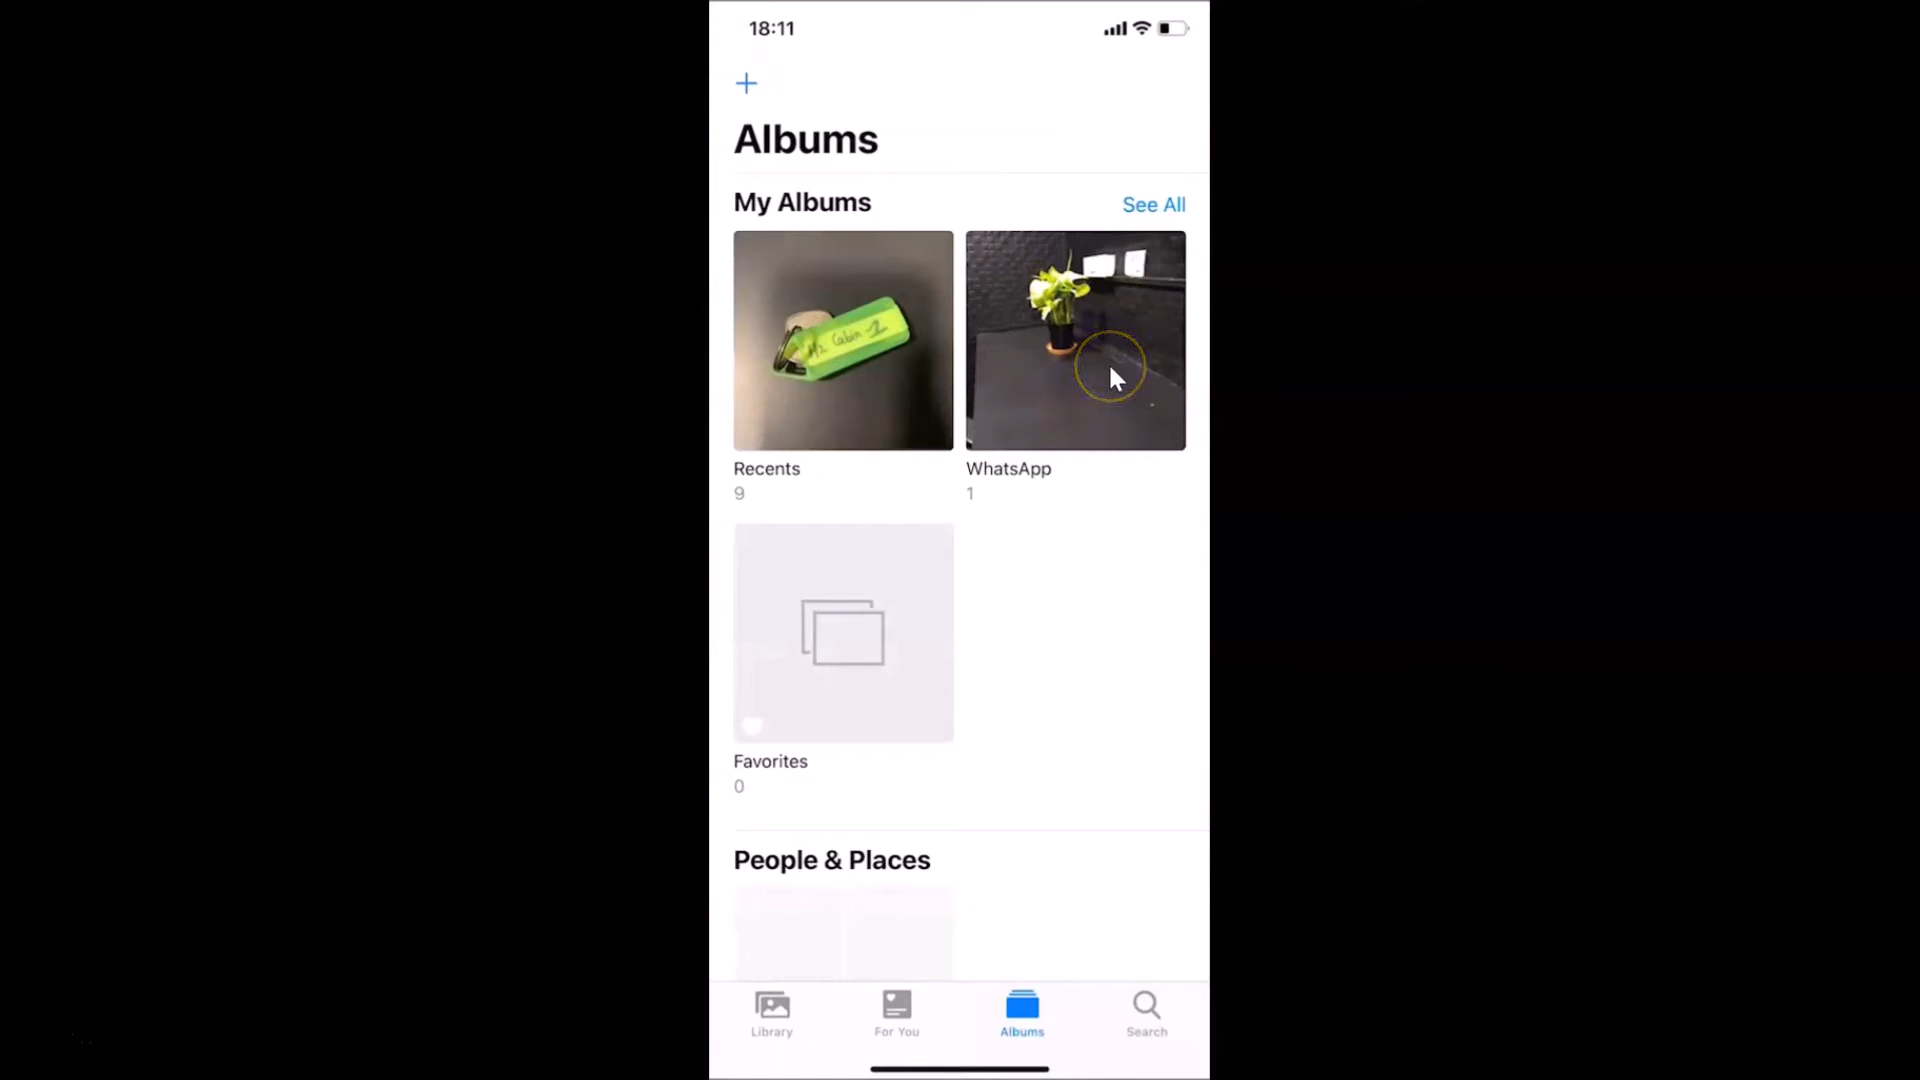 18:11
+
Albums
My Albums
See All
Cabin
Recents
WhatsApp
9
1
Favorites
0
People & Places
Library
For You
Albums
Search